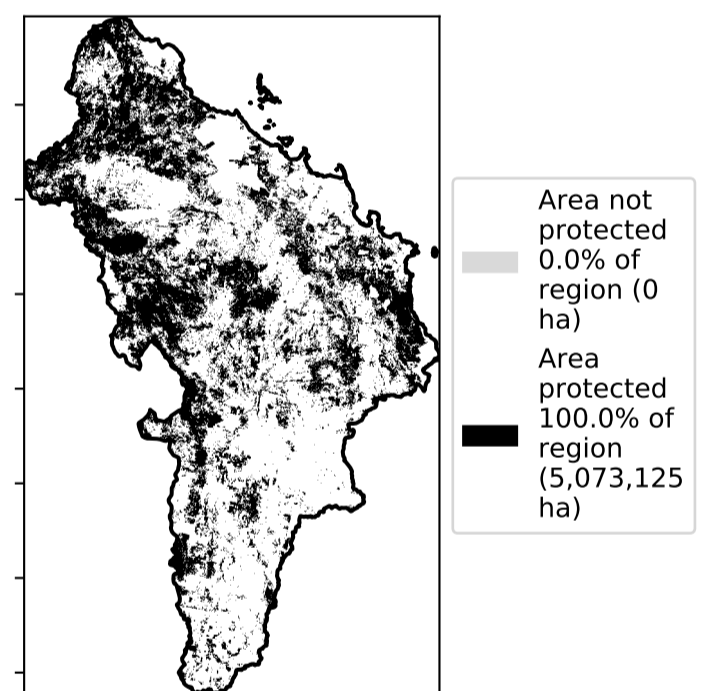 Area not
protected
0.0% of
region (0
ha)
Area
protected
100.0% of
region
(5,073,125
ha)